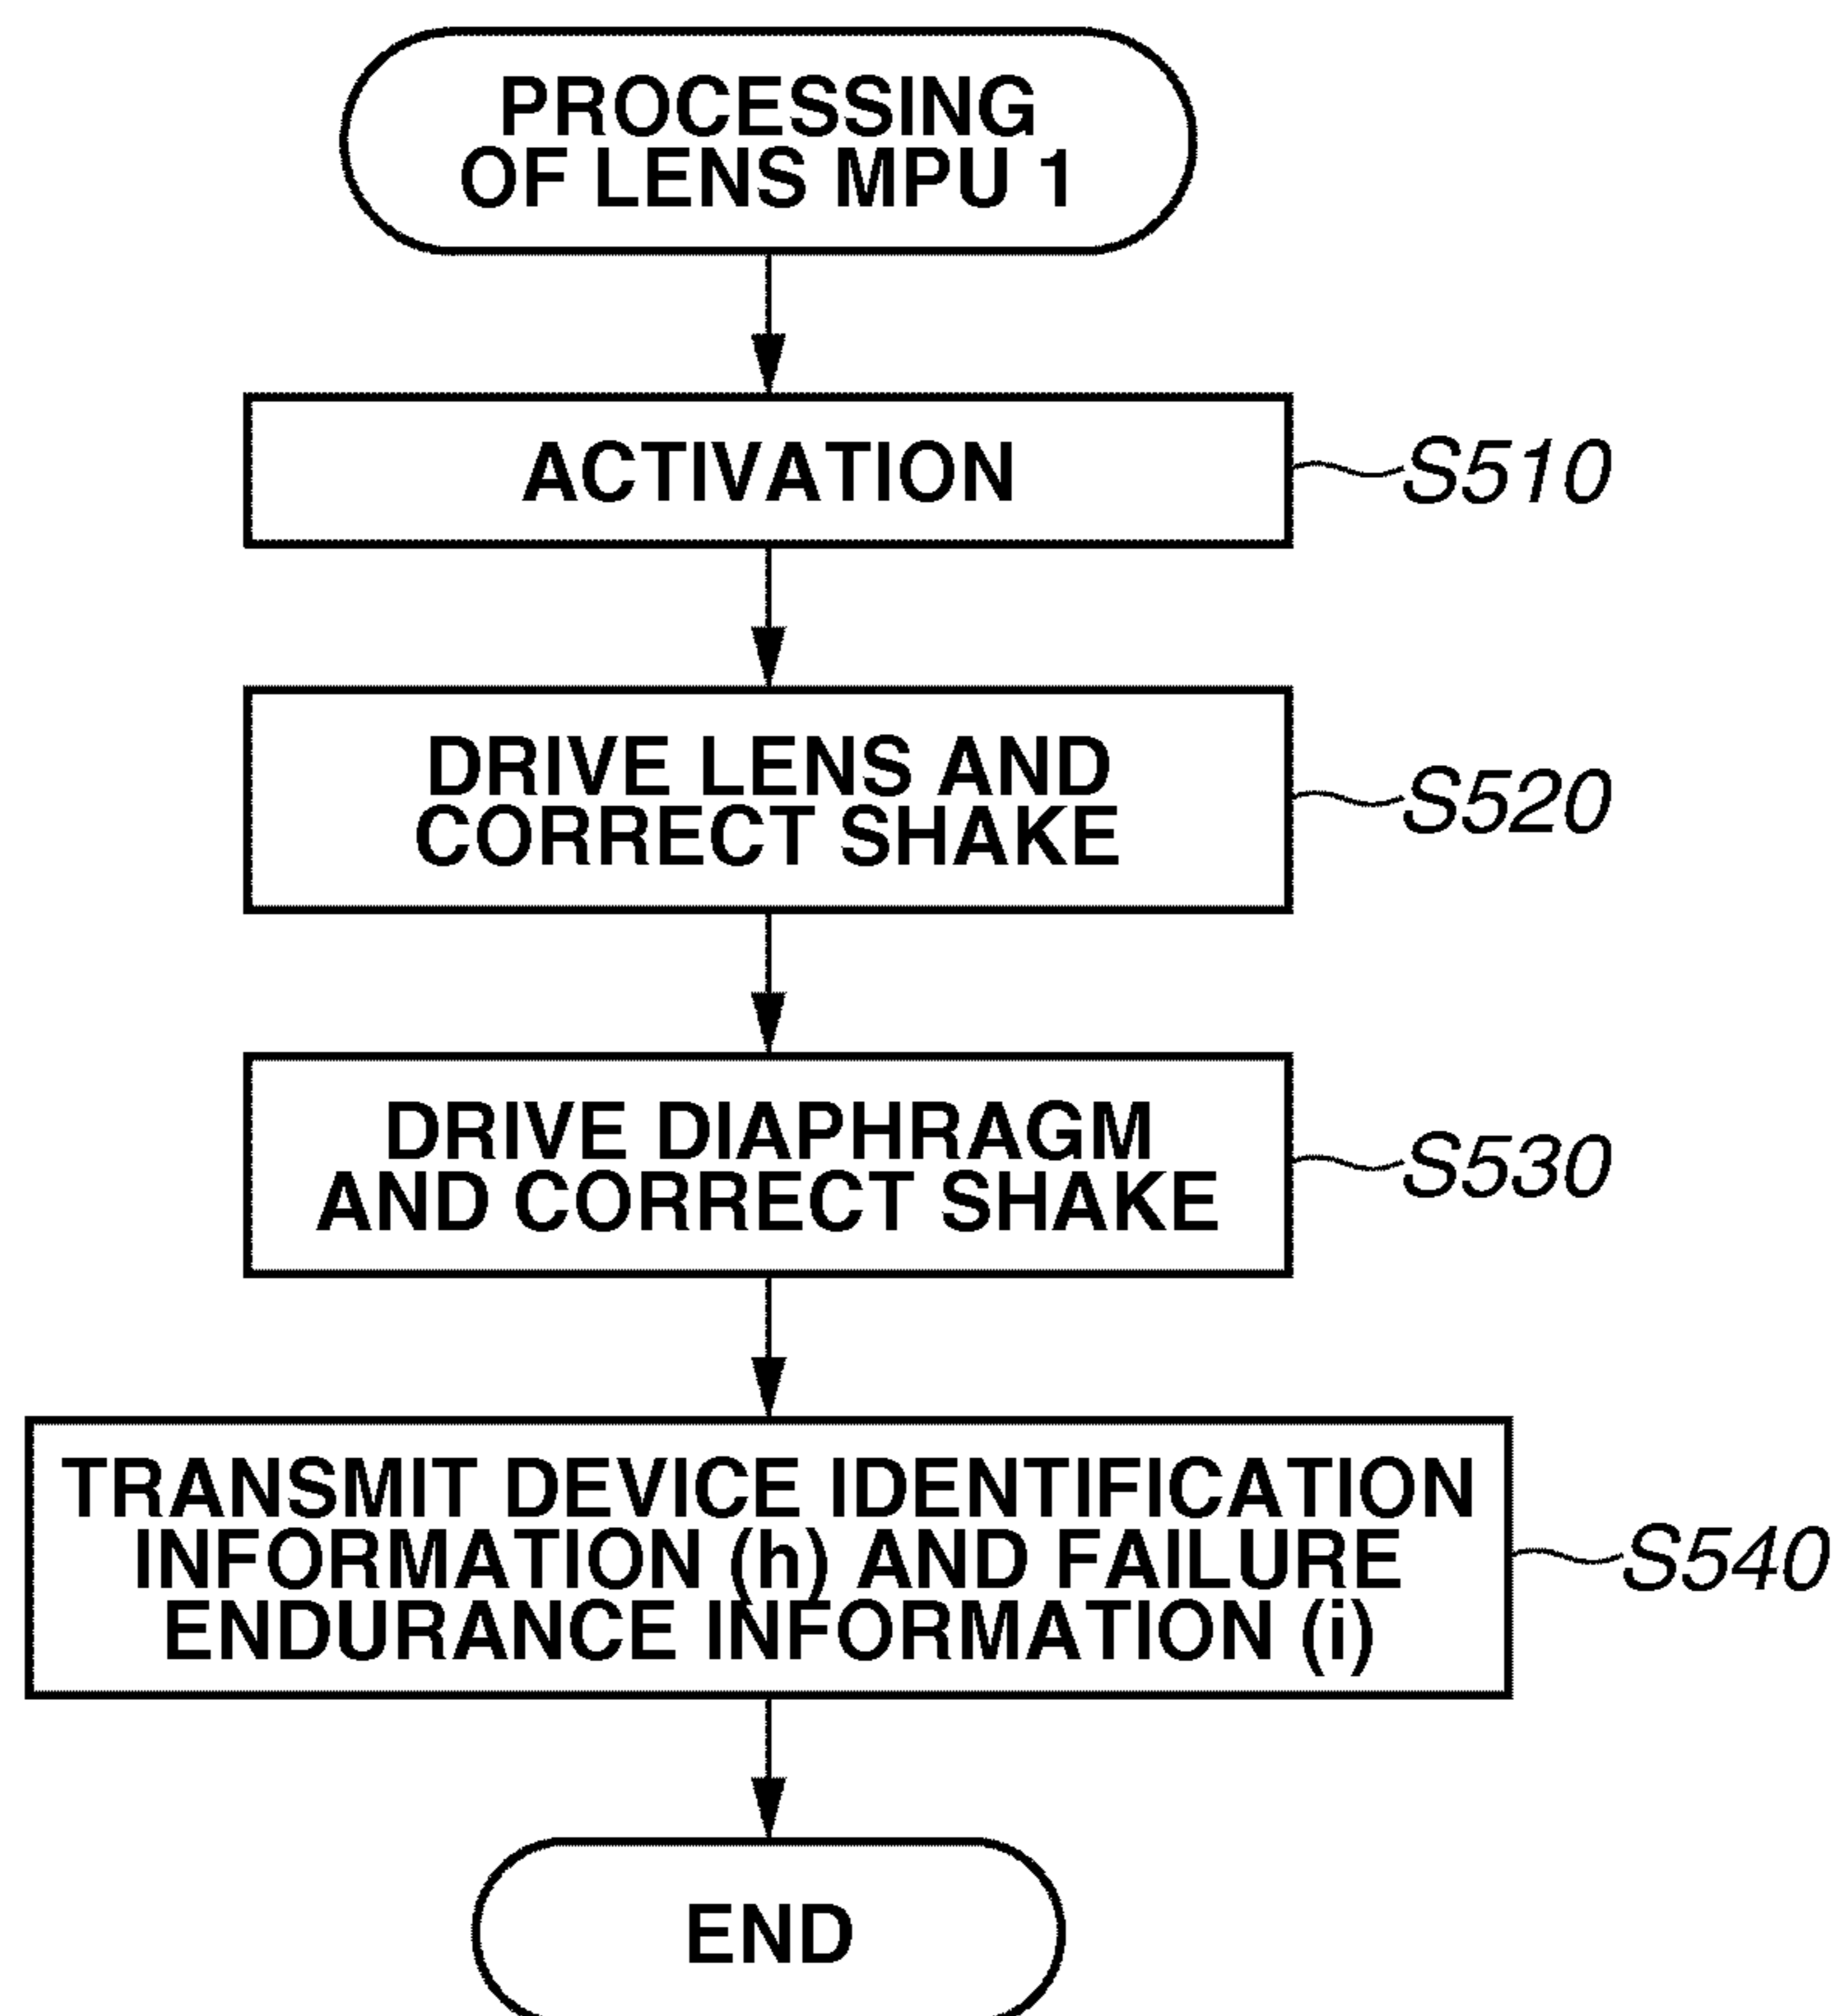 PROCESSING
OF LENS MPU 1
ACTIVATION
S510
DRIVE LENS AND
CORRECT SHAKE
S520
DRIVE DIAPHRAGM
AND CORRECT SHAKE
S530
TRANSMIT DEVICE IDENTIFICATION
INFORMATION (h) AND FAILURE
ENDURANCE INFORMATION (i)
S540
END